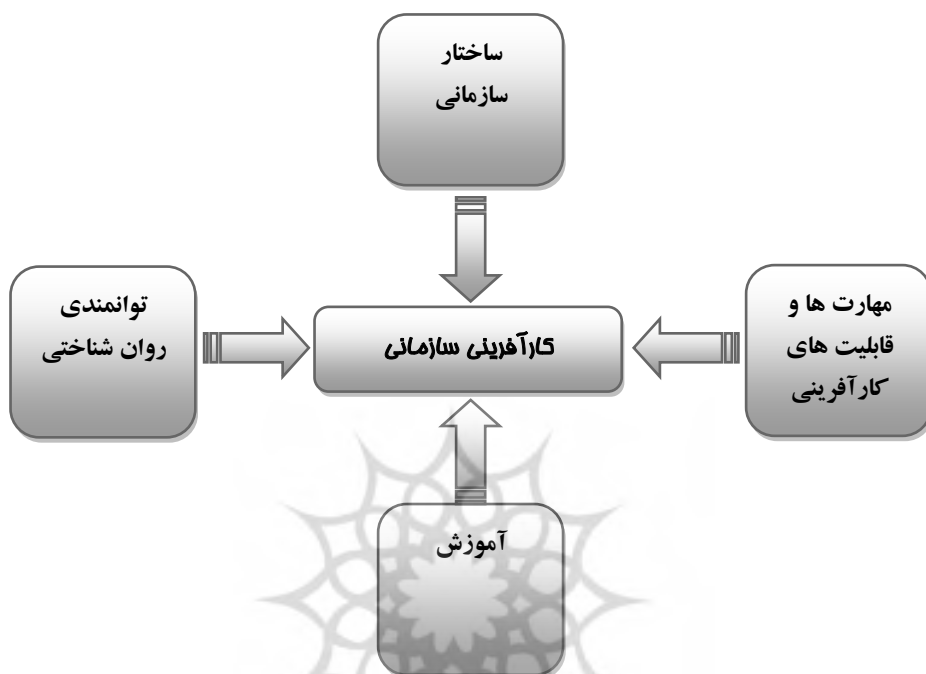 ساختار
سازمانی
توانمندی
روان شناختی
کارآفرینی سازمانی
مهارت ها و
قابلیت های
کارآفرینی
آموزش